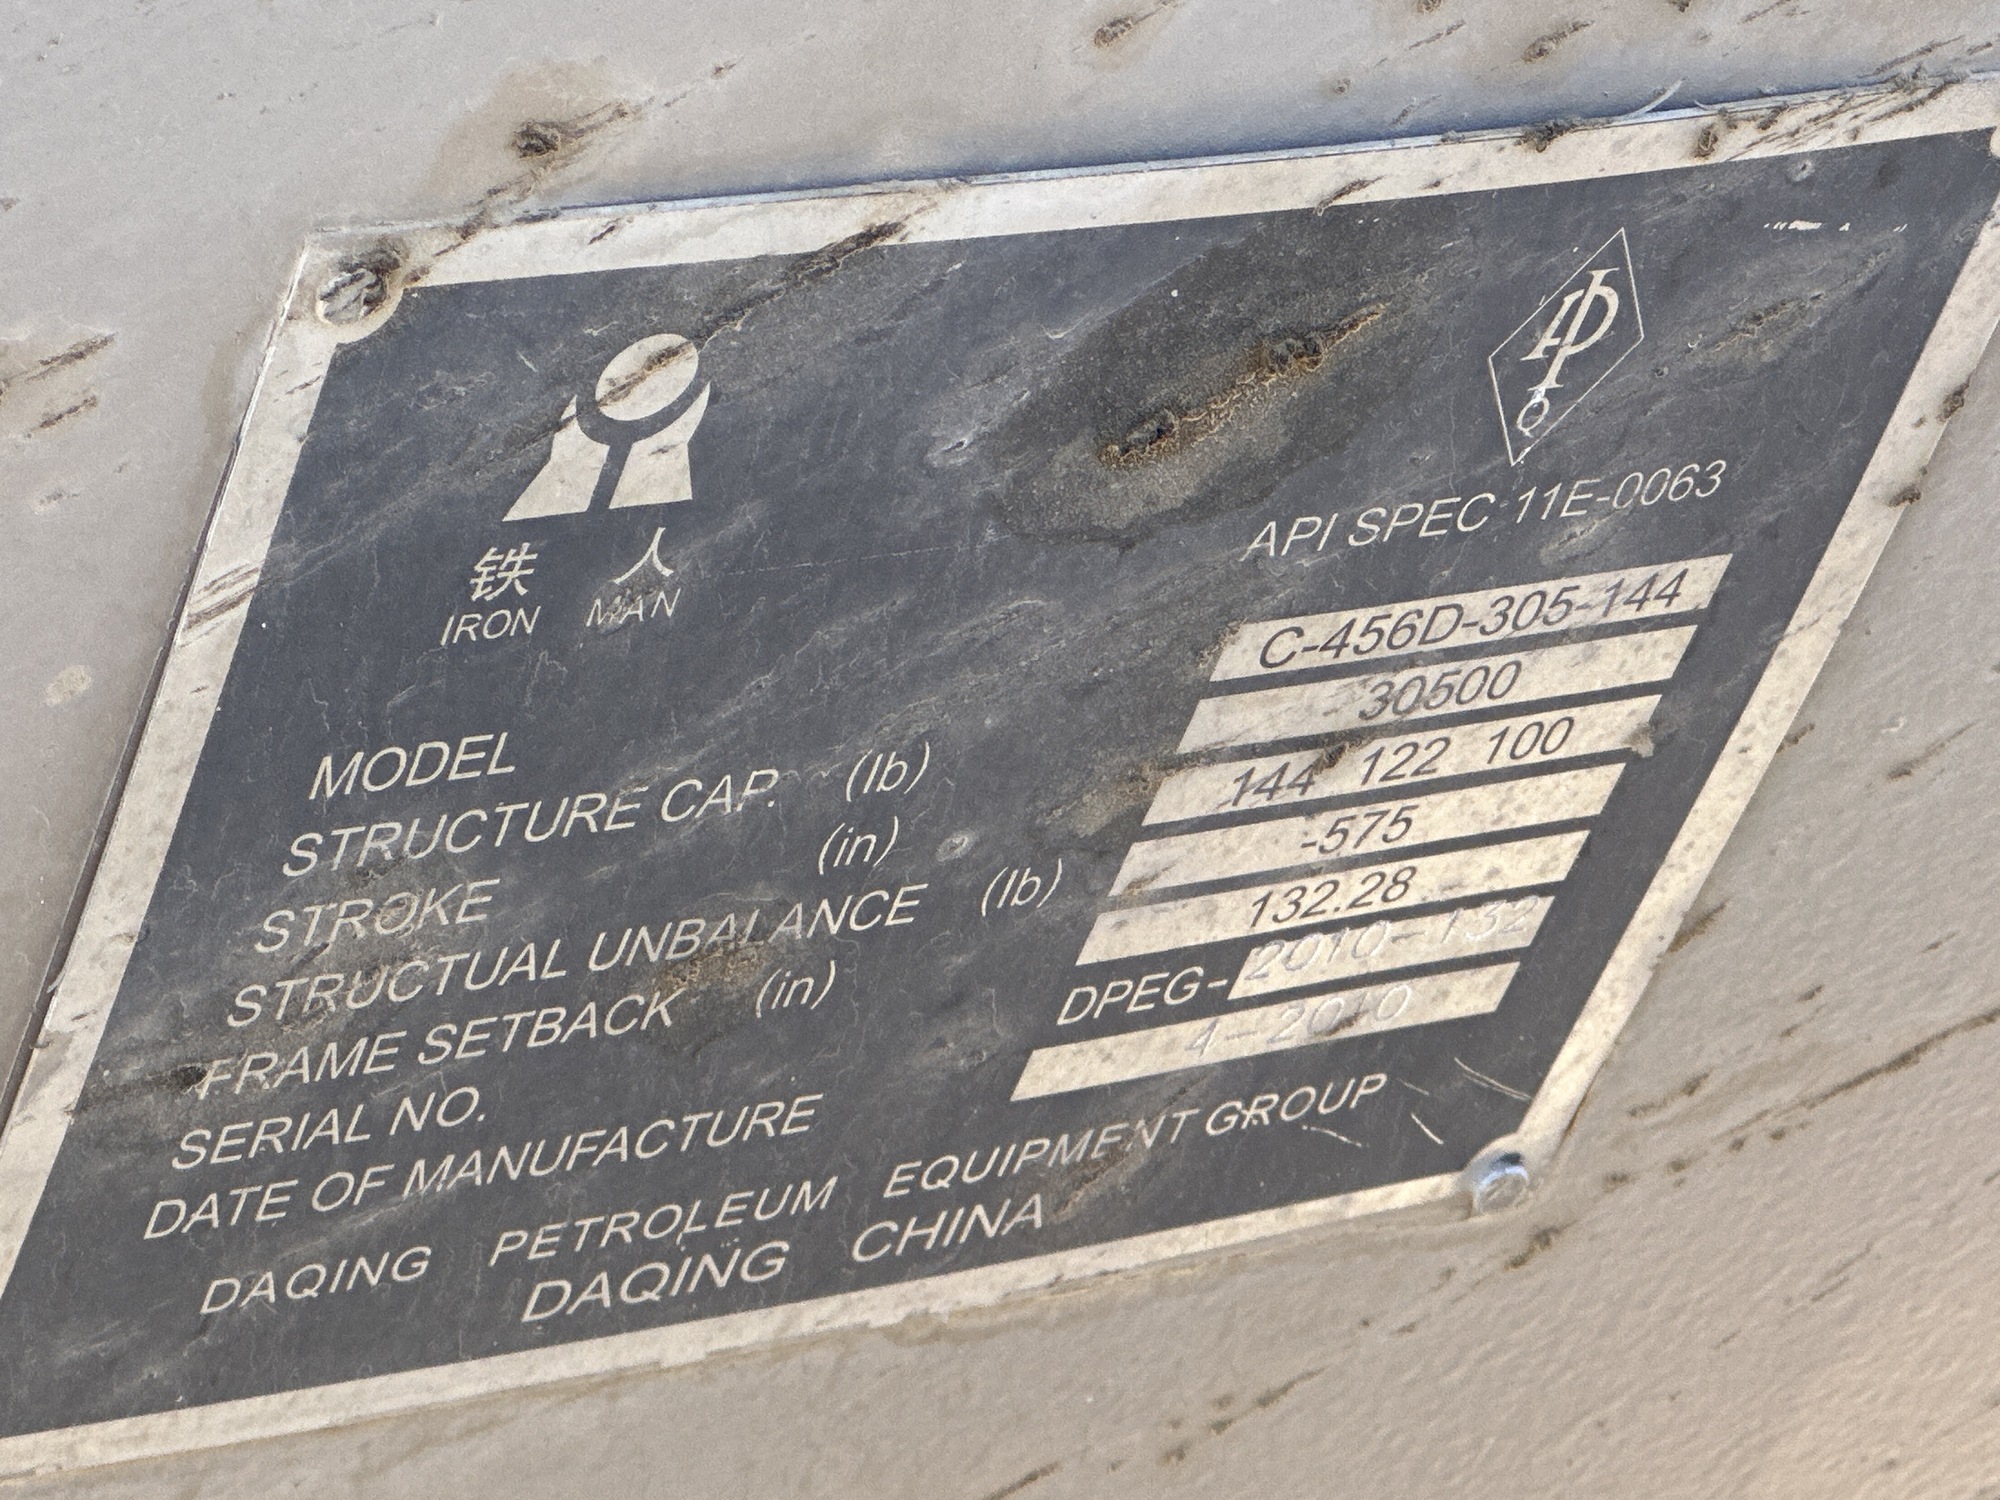 API
Q
铁 人
IRON MAN
API SPEC 11E-0063
MODEL C-456D-305-144
STRUCTURE CAP. (lb) 30500
STROKE (in) 144 122 100
STRUCTUAL UNBALANCE (lb) -575
FRAME SETBACK (in) 132.28
SERIAL NO. DPEG-2010-132
DATE OF MANUFACTURE 4-2010
DAQING PETROLEUM EQUIPMENT GROUP
DAQING CHINA